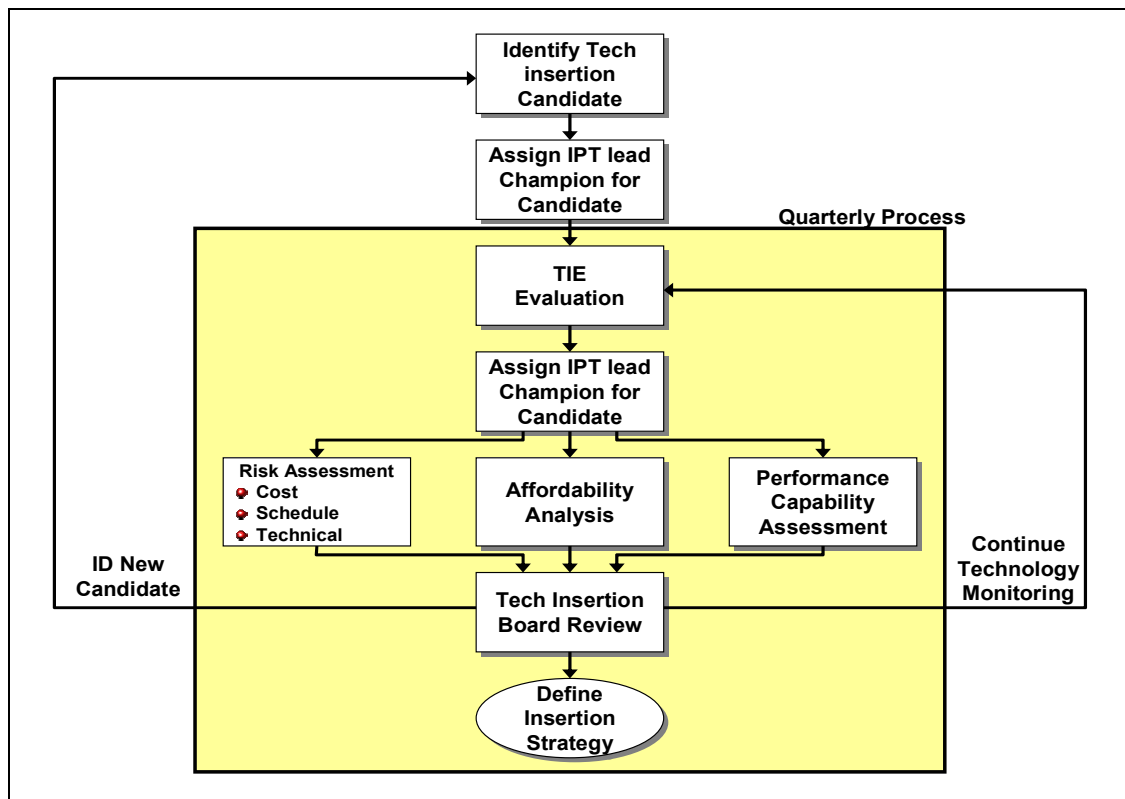 Identify Tech
insertion
Candidate
Assign IPT lead
Champion for
Candidate
Quarterly Process
TIE
Evaluation
Assign IPT lead
Champion for
Candidate
Risk Assessment
Cost
Schedule
Technical
Affordability
Analysis
Performance
Capability
Assessment
ID New
Candidate
Continue
Technology
Monitoring
Tech Insertion
Board Review
Define
Insertion
Strategy